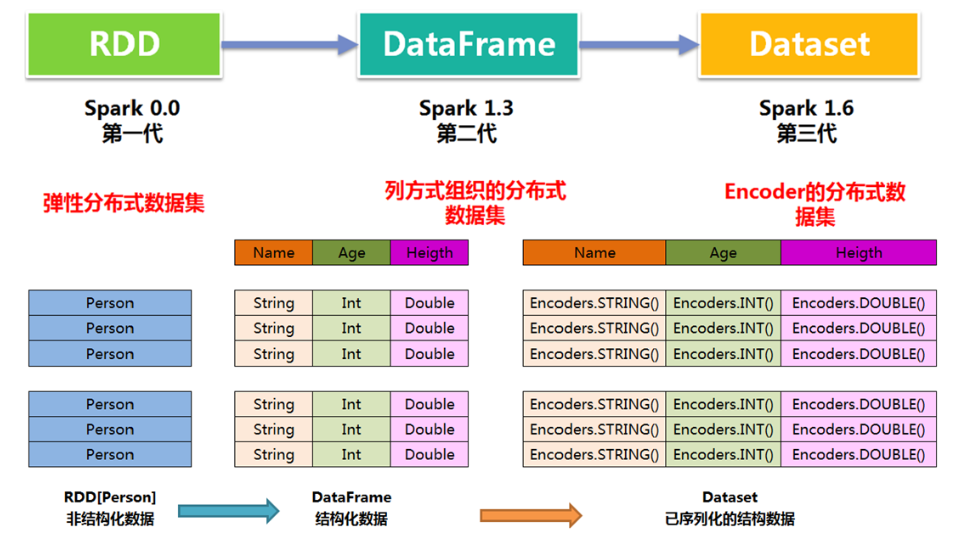 RDD
DataFrame
Dataset
Spark 0.0
第一代
Spark 1.3
第二代
Spark 1.6
第三代
弹性分布式数据集
列方式组织的分布式
数据集
Encoder的分布式数
据集
Name Age Heigth
Name Age Heigth
Person
Person
Person
String Int Double
String Int Double
String Int Double
Encoders.STRING() Encoders.INT() Encoders.DOUBLE()
Encoders.STRING() Encoders.INT() Encoders.DOUBLE()
Encoders.STRING() Encoders.INT() Encoders.DOUBLE()
Person
Person
Person
String Int Double
String Int Double
String Int Double
Encoders.STRING() Encoders.INT() Encoders.DOUBLE()
Encoders.STRING() Encoders.INT() Encoders.DOUBLE()
Encoders.STRING() Encoders.INT() Encoders.DOUBLE()
RDD[Person]
非结构化数据
DataFrame
结构化数据
Dataset
已序列化的结构数据